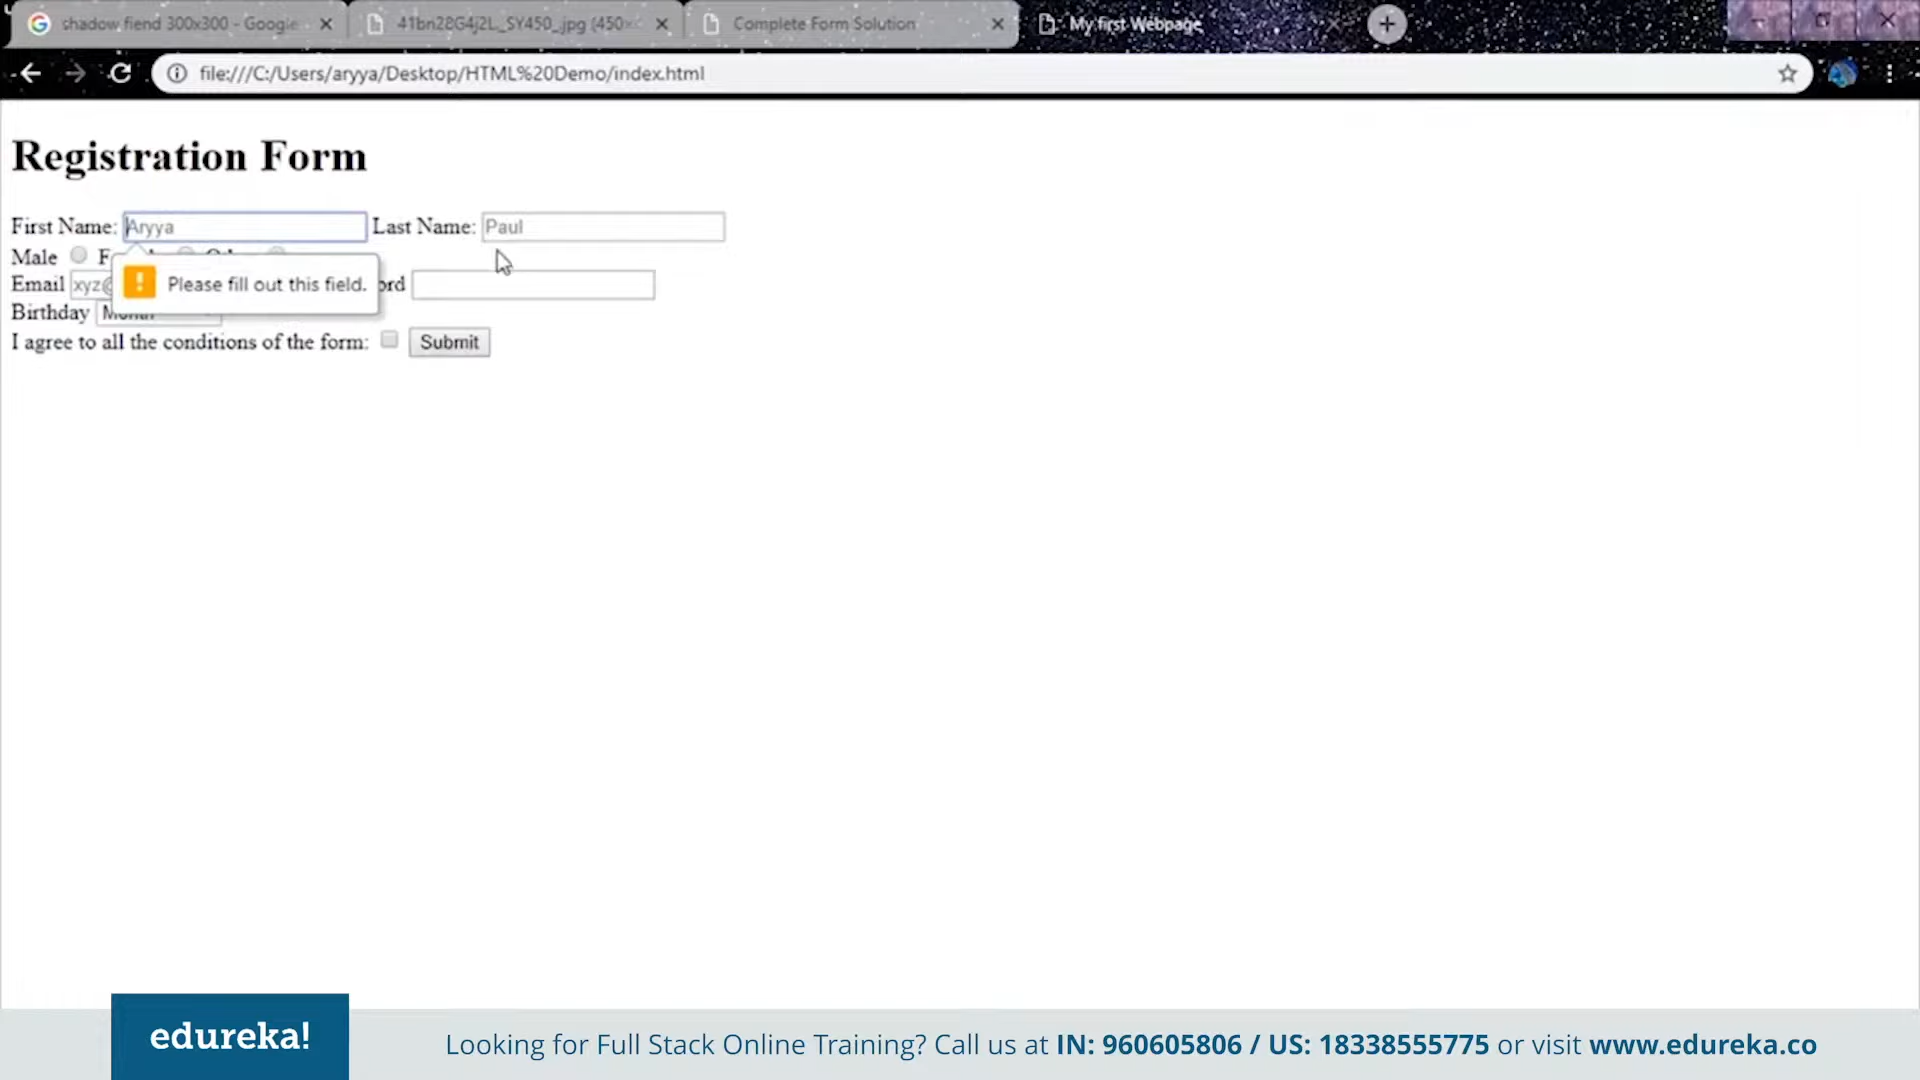 shadow fiend 300x300 - Google
41bn28G4j2L_SY450_.jpg (450×
Complete Form Solution
My first Webpage
file:///C:/Users/aryya/Desktop/HTML%20Demo/index.html
Registration Form
First Name: Aryya Last Name: Paul
Male
Email xyz@ ord
Please fill out this field.
Birthday
I agree to all the conditions of the form: Submit
edureka!
Looking for Full Stack Online Training? Call us at IN: 960605806 / US: 18338555775 or visit www.edureka.co